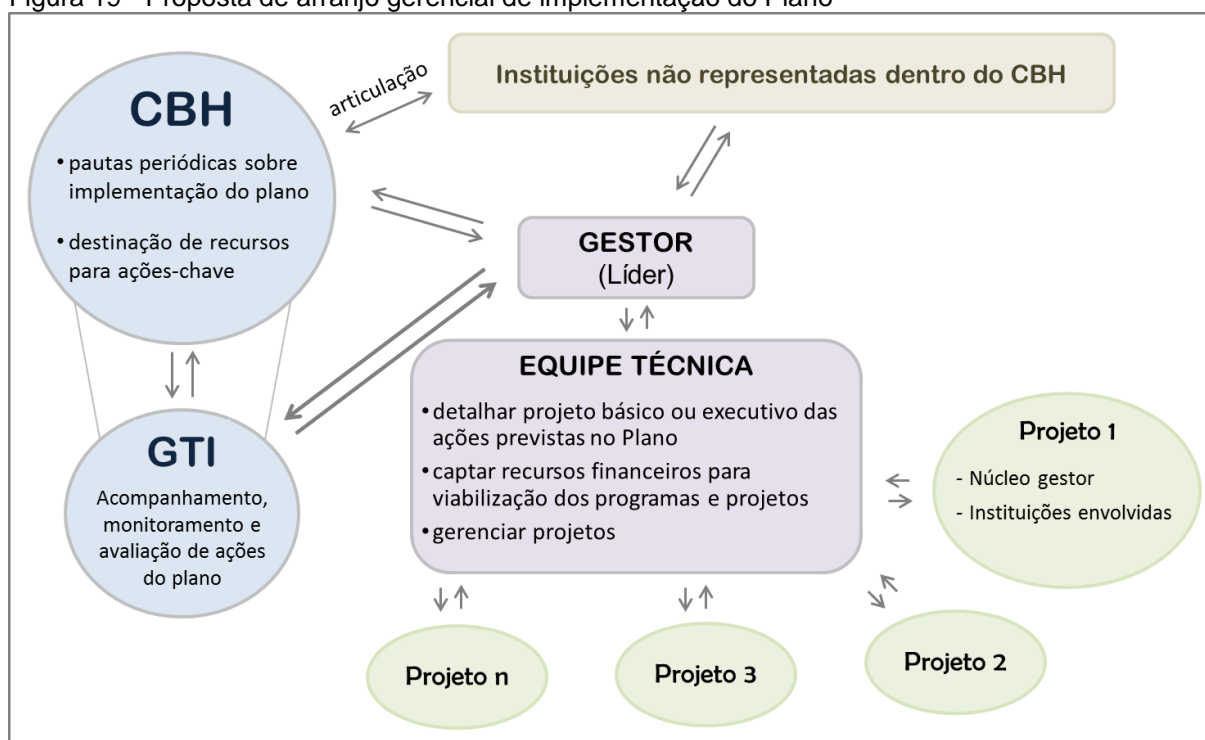 Figura 19 - Proposta de arranjo gerencial de implementação do Plano
CBH
• pautas periódicas sobre
implementação do plano
• destinação de recursos
para ações-chave
articulação
Instituições não representadas dentro do CBH
GESTOR
(Líder)
EQUIPE TÉCNICA
• detalhar projeto básico ou executivo das
ações previstas no Plano
• captar recursos financeiros para
viabilização dos programas e projetos
• gerenciar projetos
GTI
Acompanhamento,
monitoramento e
avaliação de ações
do plano
Projeto 1
- Núcleo gestor
- Instituições envolvidas
Projeto 2
Projeto 3
Projeto n